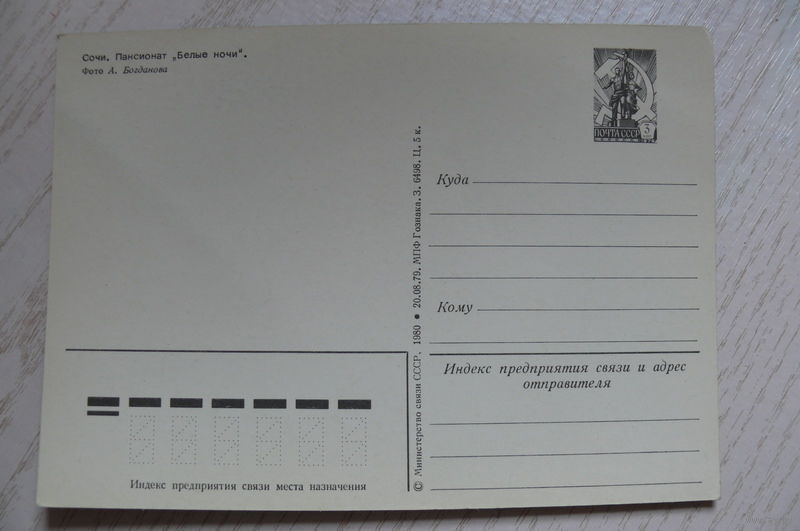 Сочи. Пансионат „Белые ночи“.
Фото А. Богданова
ПОЧТА СССР 3
Куда
Кому
Индекс предприятия связи и адрес
отправителя
© Министерство связи СССР, 1980 ● 20.08.79. МПФ Гознака. З. 6498. Ц. 5 к.
Индекс предприятия связи места назначения